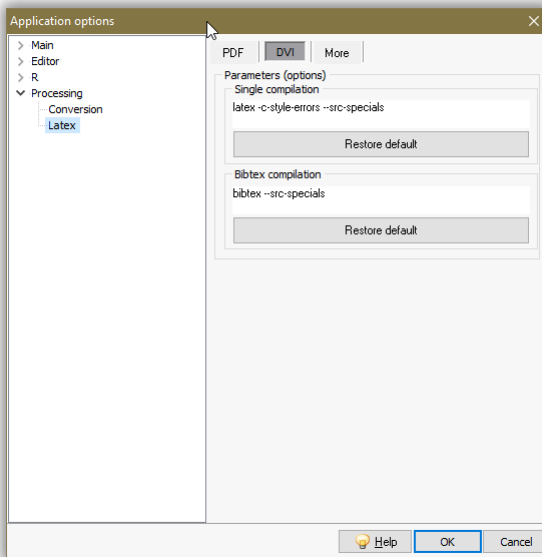 Application options
Main
Editor
R
Processing
Conversion
Latex
PDF DVI More
Parameters (options)
Single compilation
latex -c-style-errors --src-specials
Restore default
Bibtex compilation
bibtex --src-specials
Restore default
Help OK Cancel